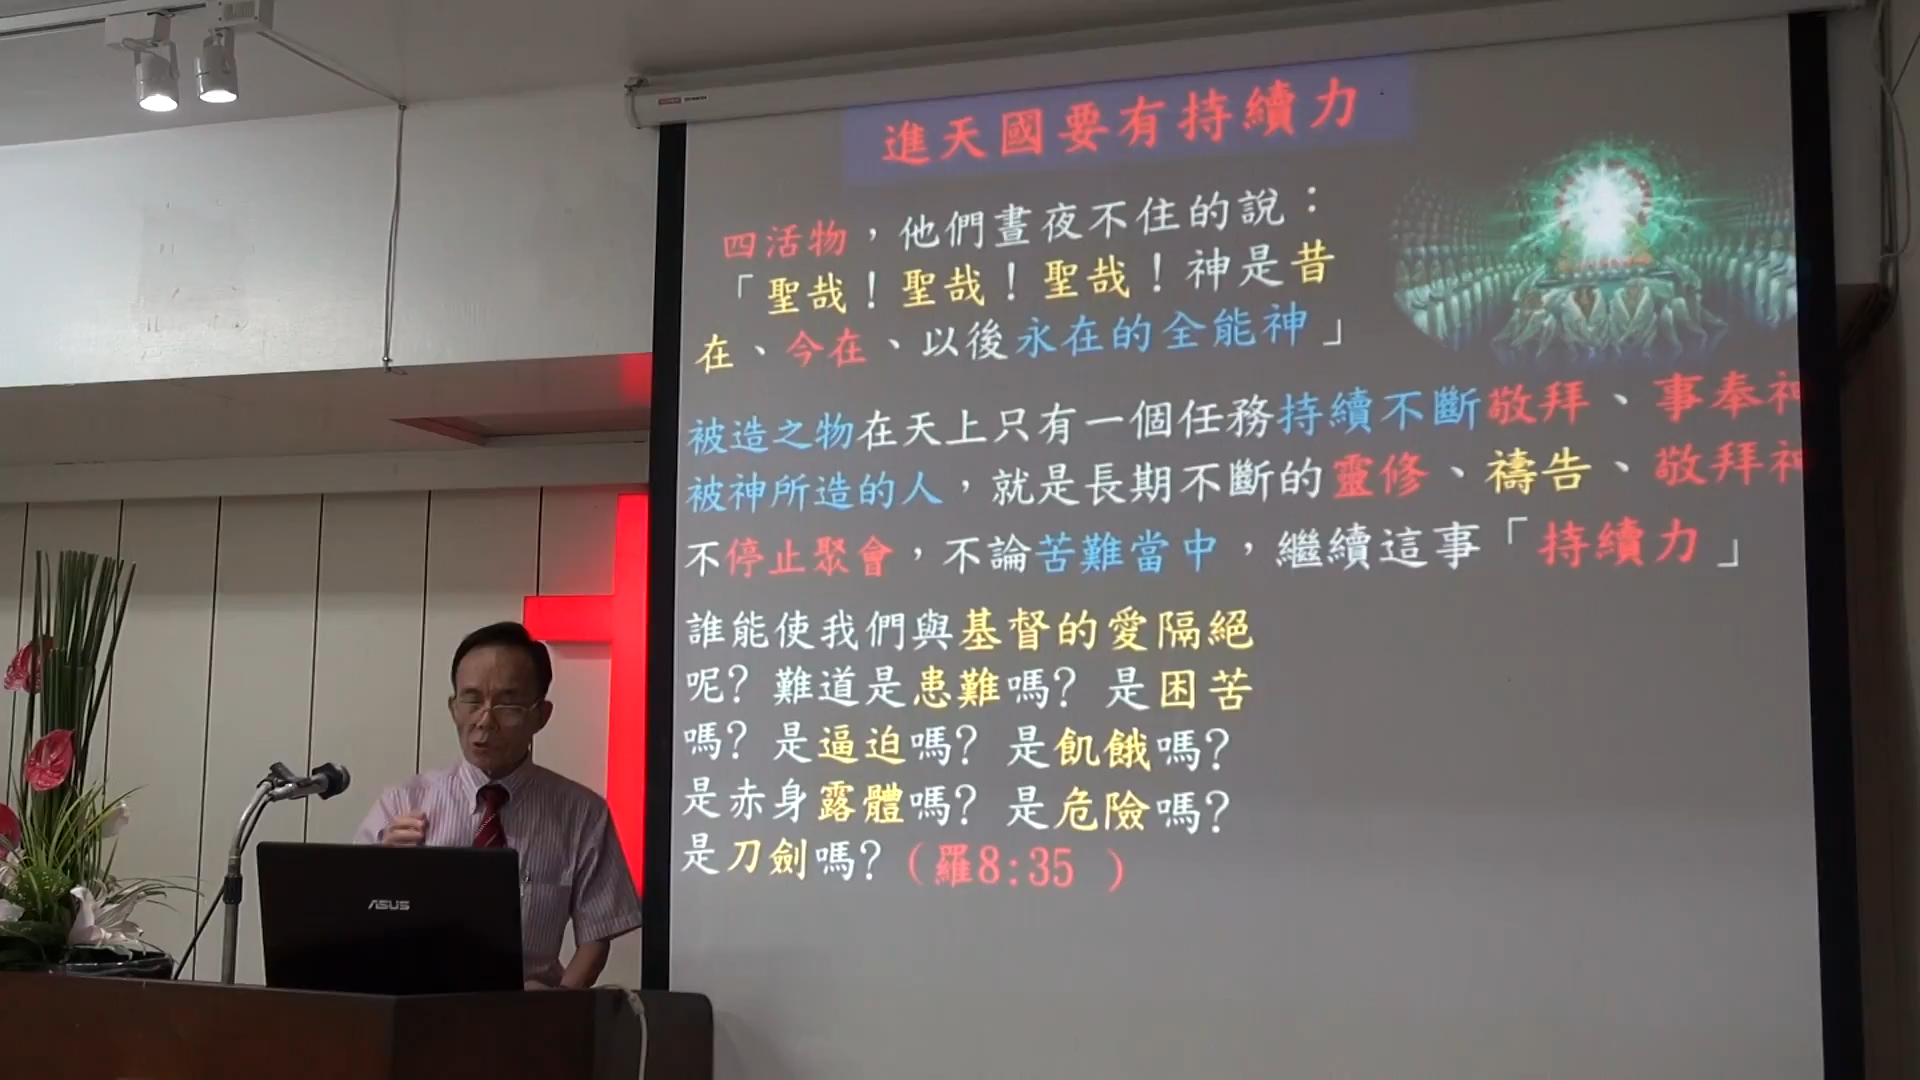 進天國要有持續力
四活物，他們晝夜不住的說：
「聖哉！聖哉！聖哉！神是昔
在、今在、以後永在的全能神」
被造之物在天上只有一個任務持續不斷敬拜、事奉神
被神所造的人，就是長期不斷的靈修、禱告、敬拜神
不停止聚會，不論苦難當中，繼續這事「持續力」
誰能使我們與基督的愛隔絕
呢？難道是患難嗎？是困苦
嗎？是逼迫嗎？是飢餓嗎？
是赤身露體嗎？是危險嗎？
是刀劍嗎？（羅8:35 ）
ASUS